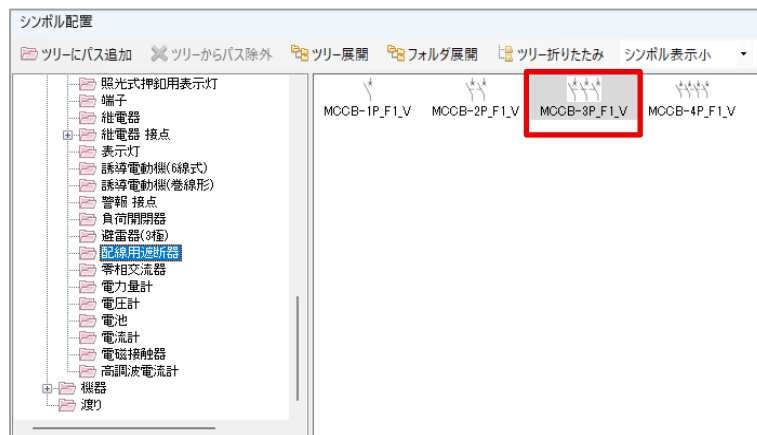 シンボル配置
ツリーにパス追加 ツリーからパス除外 ツリー展開 フォルダ展開 ツリー折りたたみ シンボル表示小
照光式押釦用表示灯
端子
継電器
継電器 接点
表示灯
誘導電動機(6線式)
誘導電動機(巻線形)
警報 接点
負荷開閉器
避雷器(3極)
配線用遮断器
零相交流器
電力量計
電圧計
電池
電流計
電磁接触器
高調波電流計
機器
渡り
MCCB-1P_F1_V MCCB-2P_F1_V MCCB-3P_F1_V MCCB-4P_F1_V